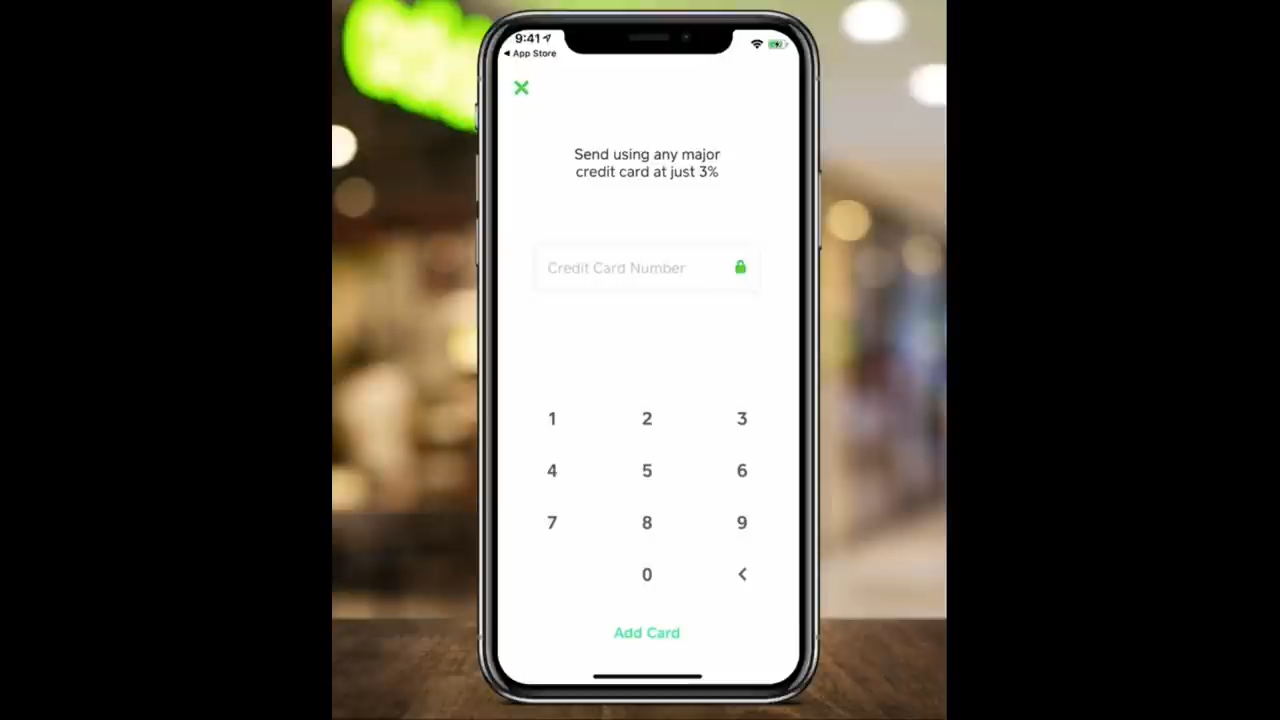 9:41
App Store
Send using any major
credit card at just 3%
Credit Card Number
1 2 3
4 5 6
7 8 9
0
Add Card